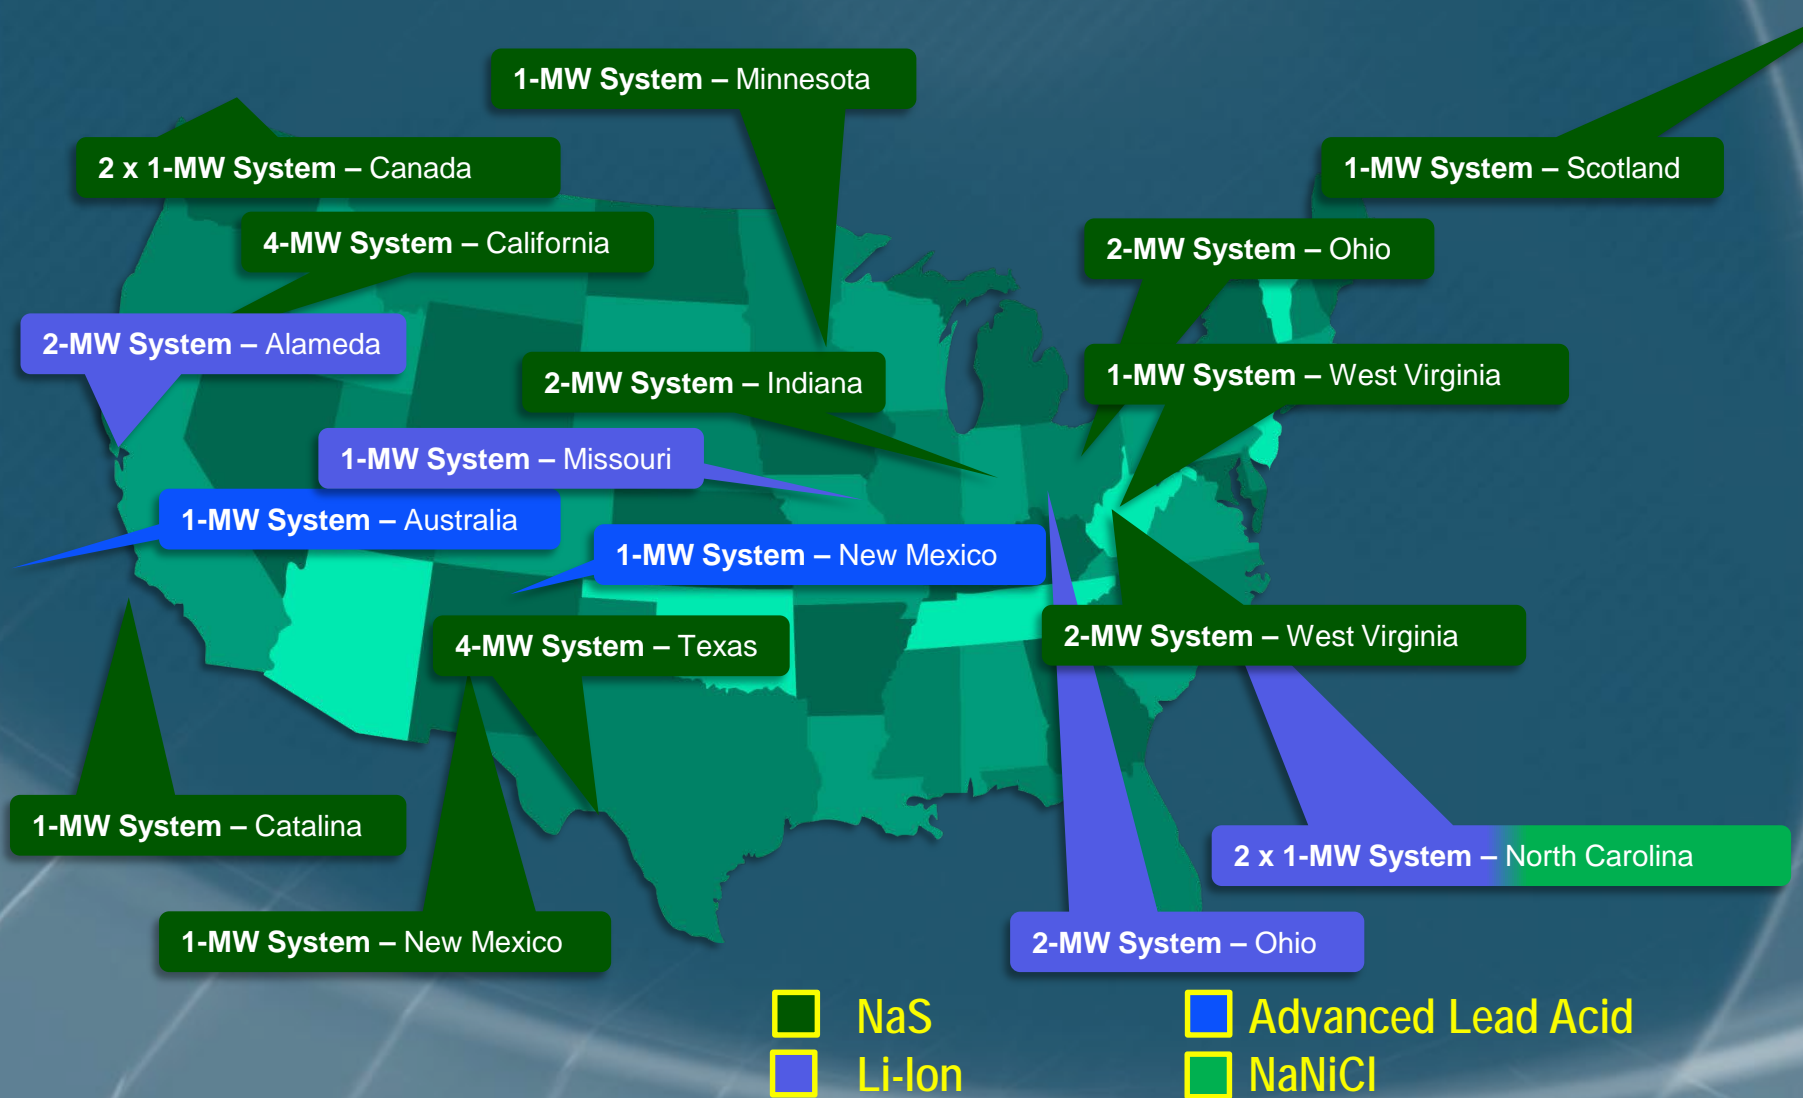 1-MW System – Minnesota
2 x 1-MW System – Canada
1-MW System – Scotland
4-MW System – California
2-MW System – Ohio
2-MW System – Alameda
2-MW System – Indiana
1-MW System – West Virginia
1-MW System – Missouri
1-MW System – Australia
1-MW System – New Mexico
4-MW System – Texas
2-MW System – West Virginia
1-MW System – Catalina
2 x 1-MW System – North Carolina
1-MW System – New Mexico
2-MW System – Ohio
NaS
Advanced Lead Acid
Li-Ion
NaNiCl